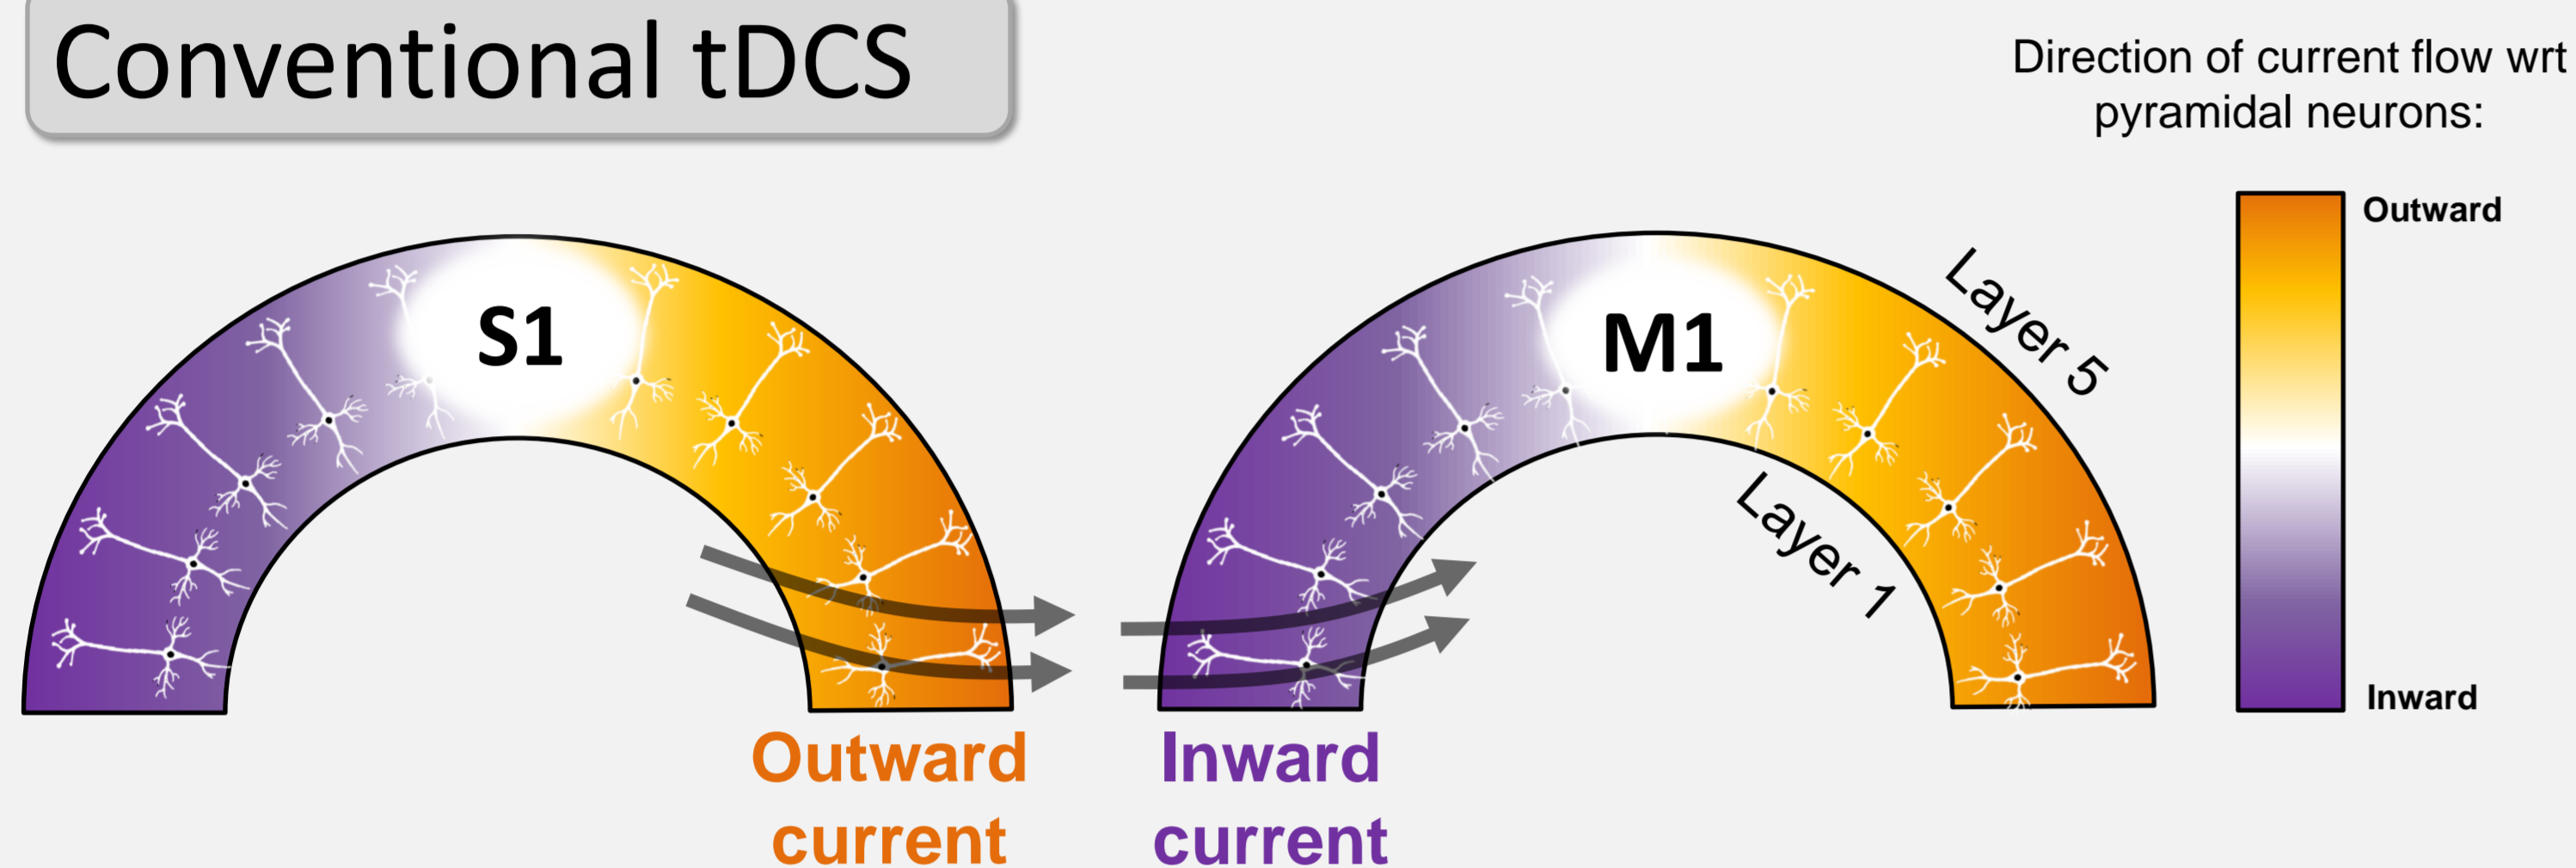 Conventional tDCS
Direction of current flow wrt
pyramidal neurons:
Outward
S1
M1
Layer 5
Layer 1
Inward
Outward
current
Inward
current